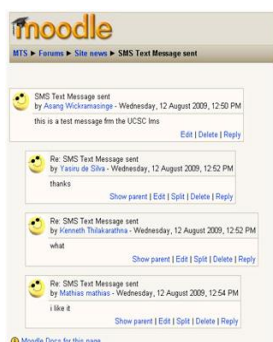 moodle
MTS ► Forums ► Site news ► SMS Text Message sent
SMS Text Message sent
by Asang Wickramasinge - Wednesday, 12 August 2009, 12:50 PM
this is a test message frm the UCSC lms
Edit | Delete | Reply
Re: SMS Text Message sent
by Yasiru de Silva - Wednesday, 12 August 2009, 12:52 PM
thanks
Show parent | Edit | Split | Delete | Reply
Re: SMS Text Message sent
by Kenneth Thilakarathna - Wednesday, 12 August 2009, 12:52 PM
what
Show parent | Edit | Split | Delete | Reply
Re: SMS Text Message sent
by Mathias mathias - Wednesday, 12 August 2009, 12:54 PM
i like it
Show parent | Edit | Split | Delete | Reply
Moodle Docs for this page